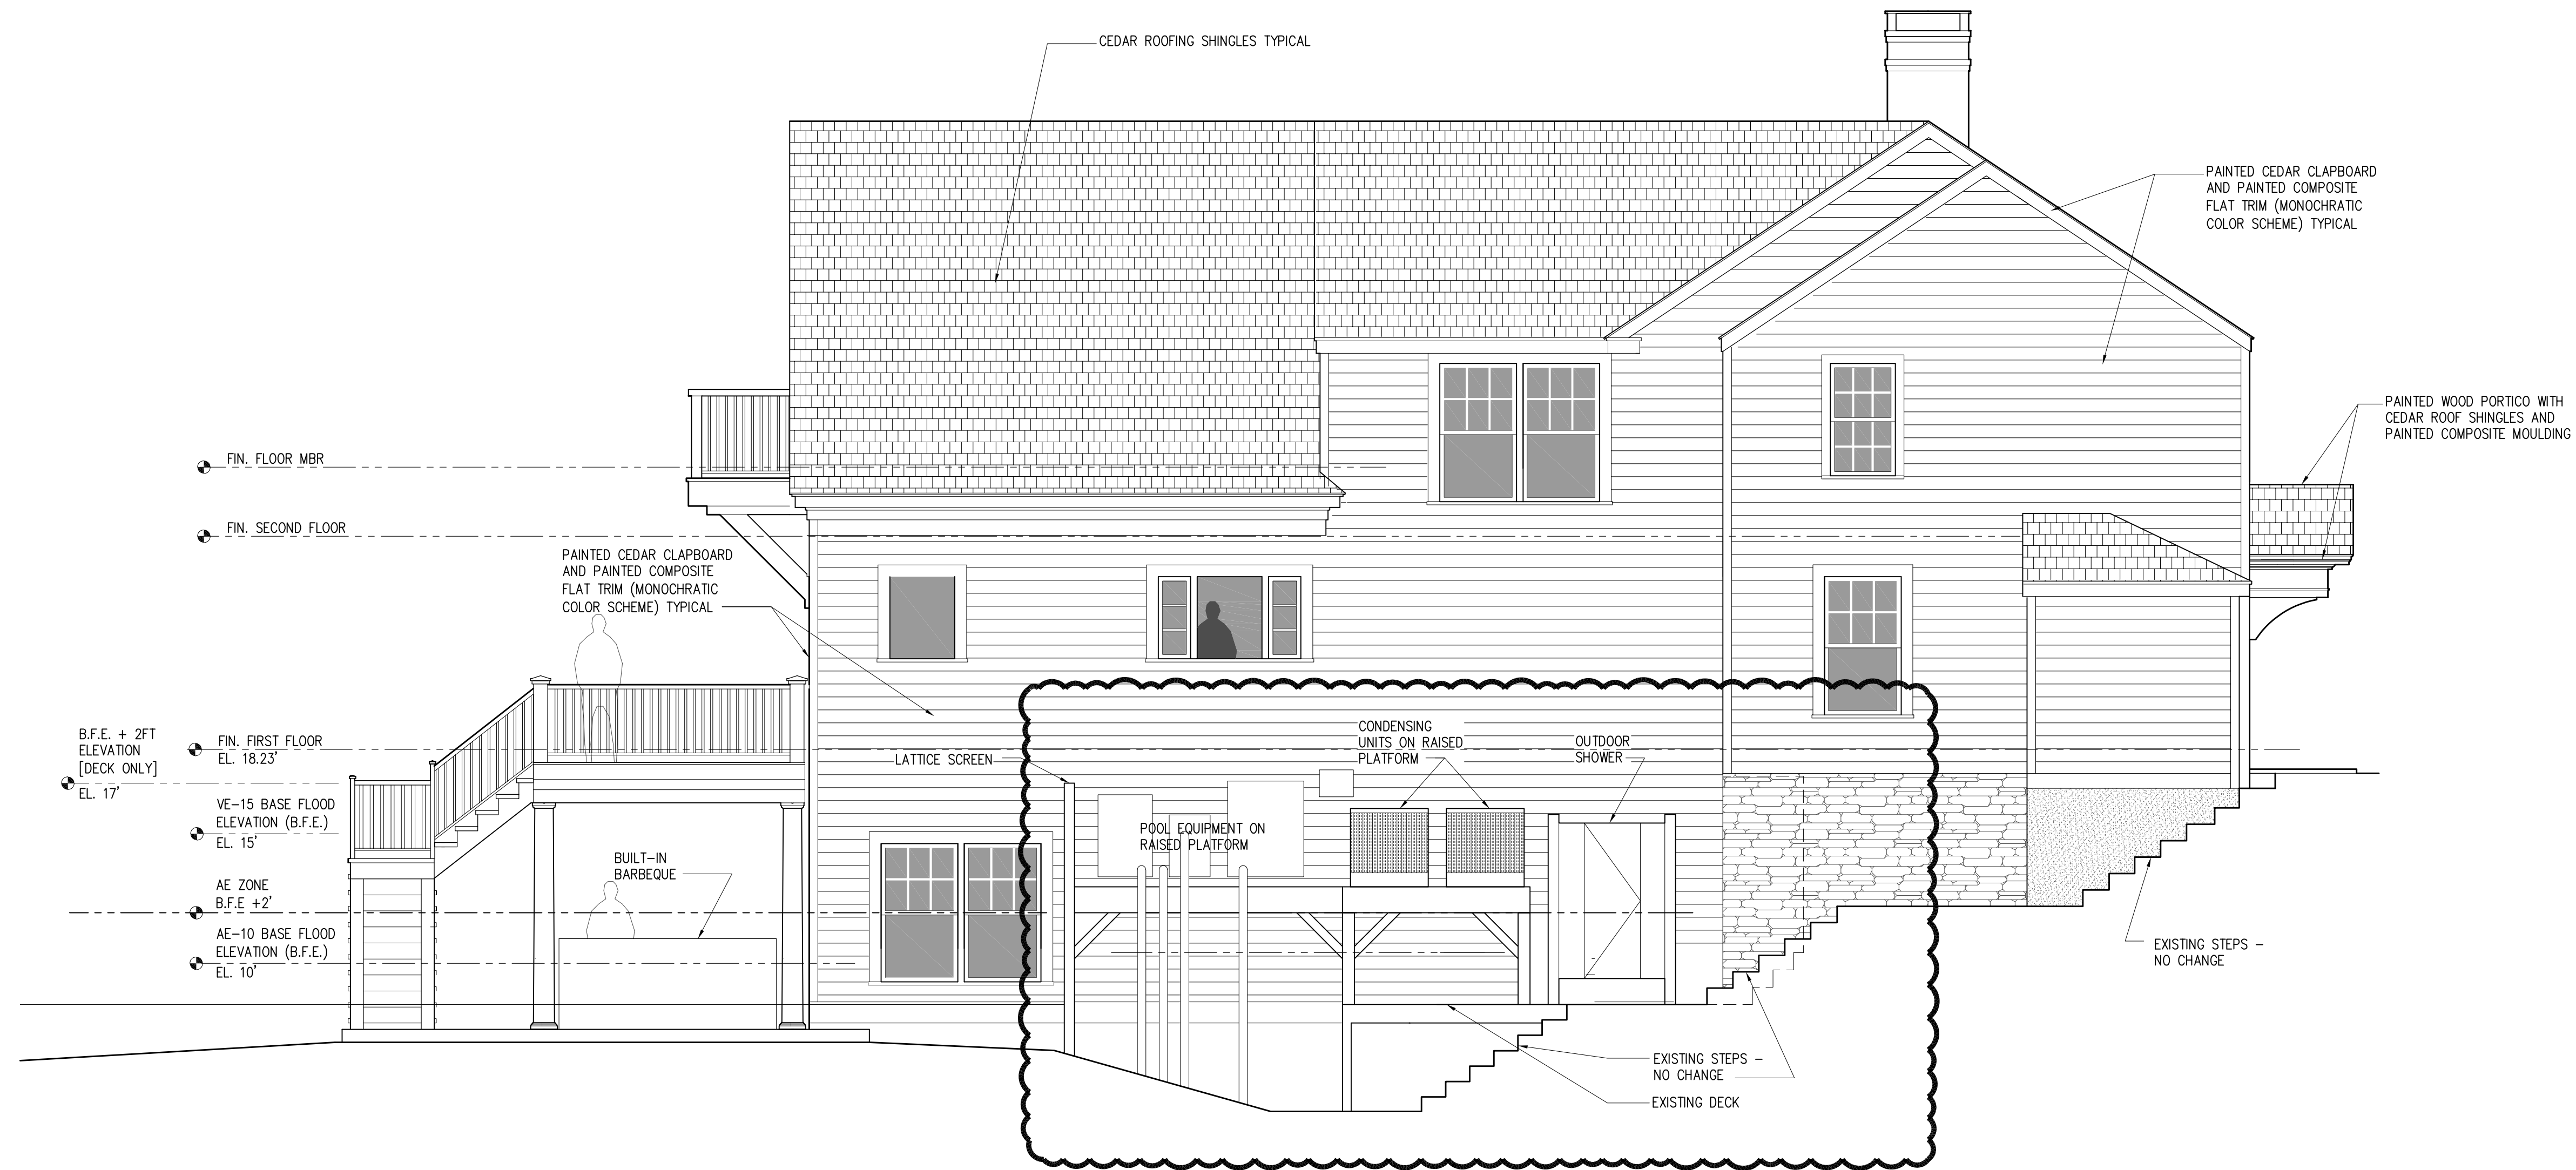 CEDAR ROOFING SHINGLES TYPICAL
PAINTED CEDAR CLAPBOARD
AND PAINTED COMPOSITE
FLAT TRIM (MONOCHRATIC
COLOR SCHEME) TYPICAL
PAINTED WOOD PORTICO WITH
CEDAR ROOF SHINGLES AND
PAINTED COMPOSITE MOULDING
FIN. FLOOR MBR
FIN. SECOND FLOOR
PAINTED CEDAR CLAPBOARD
AND PAINTED COMPOSITE
FLAT TRIM (MONOCHRATIC
COLOR SCHEME) TYPICAL
B.F.E. + 2FT
ELEVATION
[DECK ONLY]
EL. 17'
FIN. FIRST FLOOR
EL. 18.23'
VE-15 BASE FLOOD
ELEVATION (B.F.E.)
EL. 15'
AE ZONE
B.F.E +2'
AE-10 BASE FLOOD
ELEVATION (B.F.E.)
EL. 10'
BUILT-IN
BARBEQUE
LATTICE SCREEN
POOL EQUIPMENT ON
RAISED PLATFORM
CONDENSING
UNITS ON RAISED
PLATFORM
OUTDOOR
SHOWER
EXISTING STEPS -
NO CHANGE
EXISTING STEPS -
NO CHANGE
EXISTING DECK